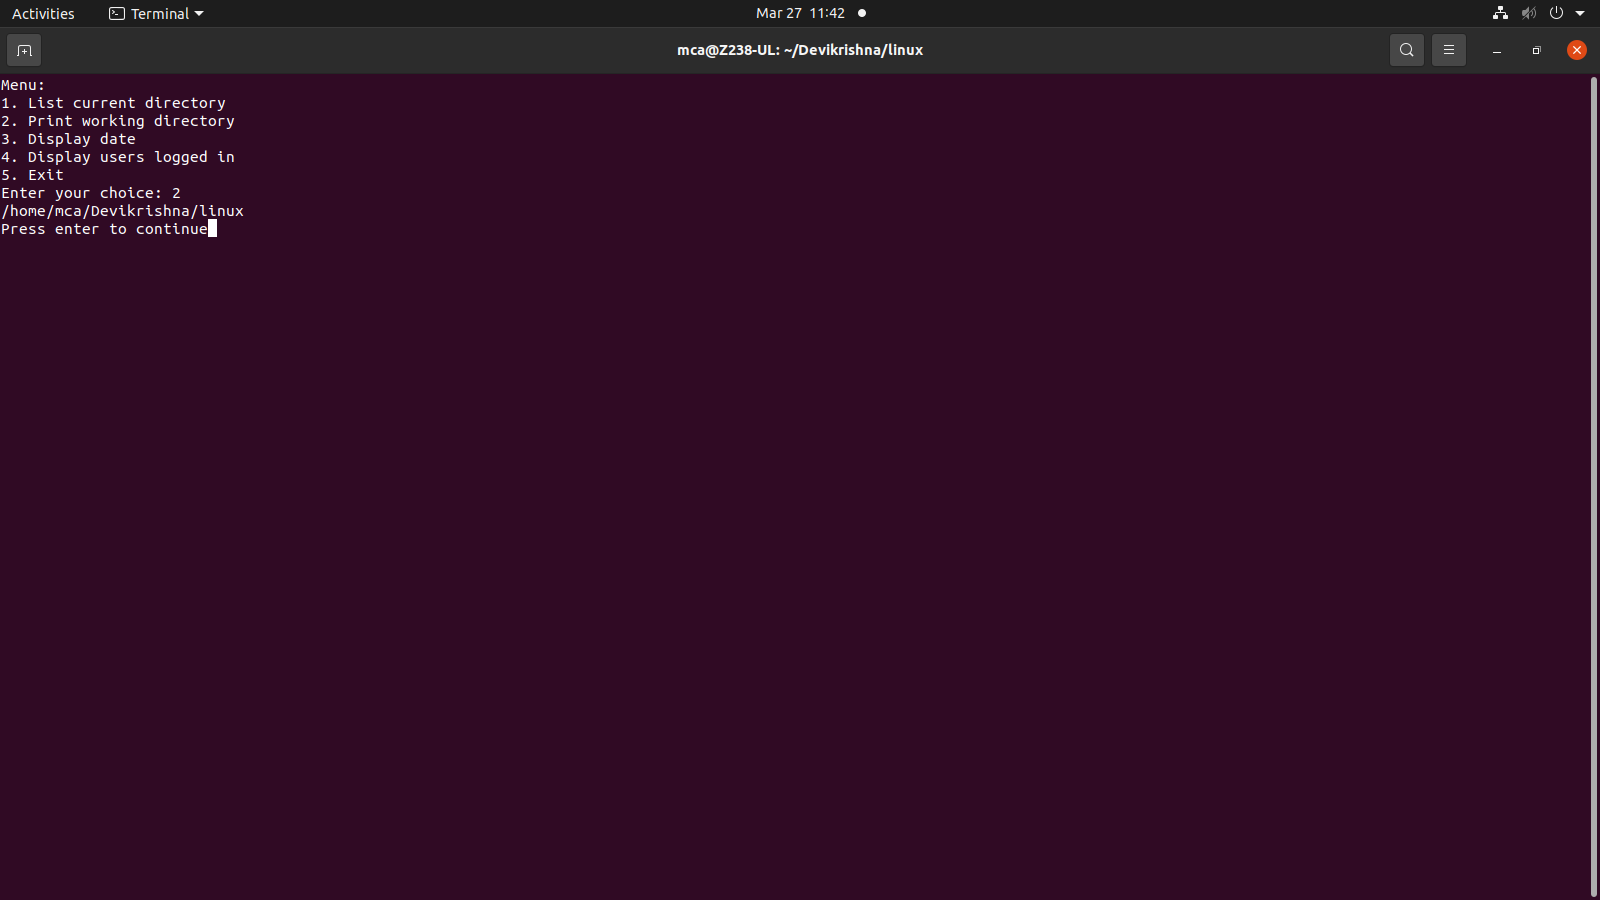 Activities
Terminal
Mar 27 11:42
mca@Z238-UL: ~/Devikrishna/linux
Menu:
1. List current directory
2. Print working directory
3. Display date
4. Display users logged in
5. Exit
Enter your choice: 2
/home/mca/Devikrishna/linux
Press enter to continue